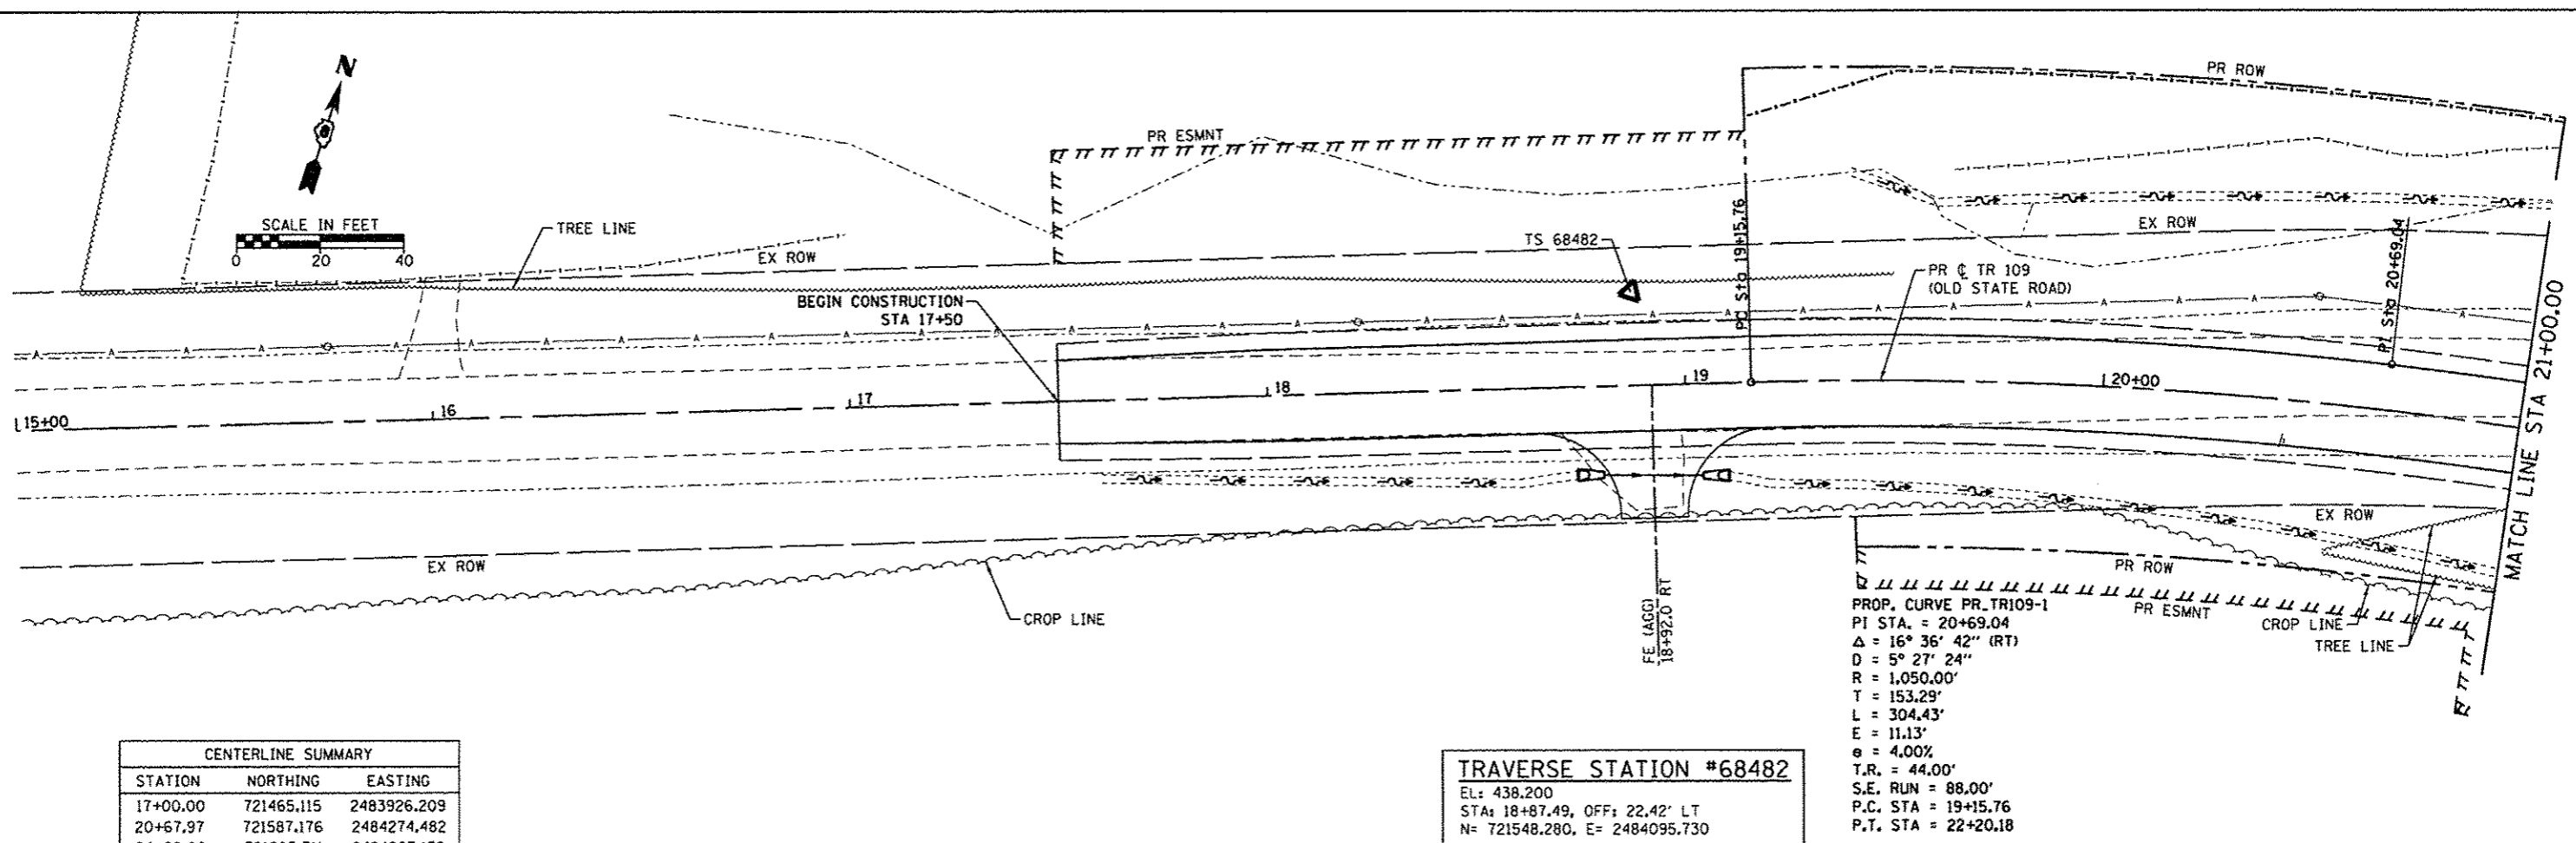 N
PR ROW
PR ESMNT
SCALE IN FEET
0 20 40
TREE LINE
EX ROW
TS 68482
PC Sta 19+15.76
EX ROW
PI Sta 20+69.04
PR ℄ TR 109
(OLD STATE ROAD)
BEGIN CONSTRUCTION
STA 17+50
15+00
16
17
18
19
20+00
MATCH LINE STA 21+00.00
EX ROW
EX ROW
CROP LINE
FE (AGG)
18+92.0 RT
PR ROW
PR ESMNT
CROP LINE
TREE LINE
PROP. CURVE PR_TR109-1
PI STA. = 20+69.04
Δ = 16° 36' 42" (RT)
D = 5° 27' 24"
R = 1,050.00'
T = 153.29'
L = 304.43'
E = 11.13'
e = 4.00%
T.R. = 44.00'
S.E. RUN = 88.00'
P.C. STA = 19+15.76
P.T. STA = 22+20.18
CENTERLINE SUMMARY
STATION NORTHING EASTING
17+00.00 721465.115 2483926.209
20+67.97 721587.176 2484274.482
TRAVERSE STATION #68482
EL: 438.200
STA: 18+87.49, OFF: 22.42' LT
N= 721548.280, E= 2484095.730